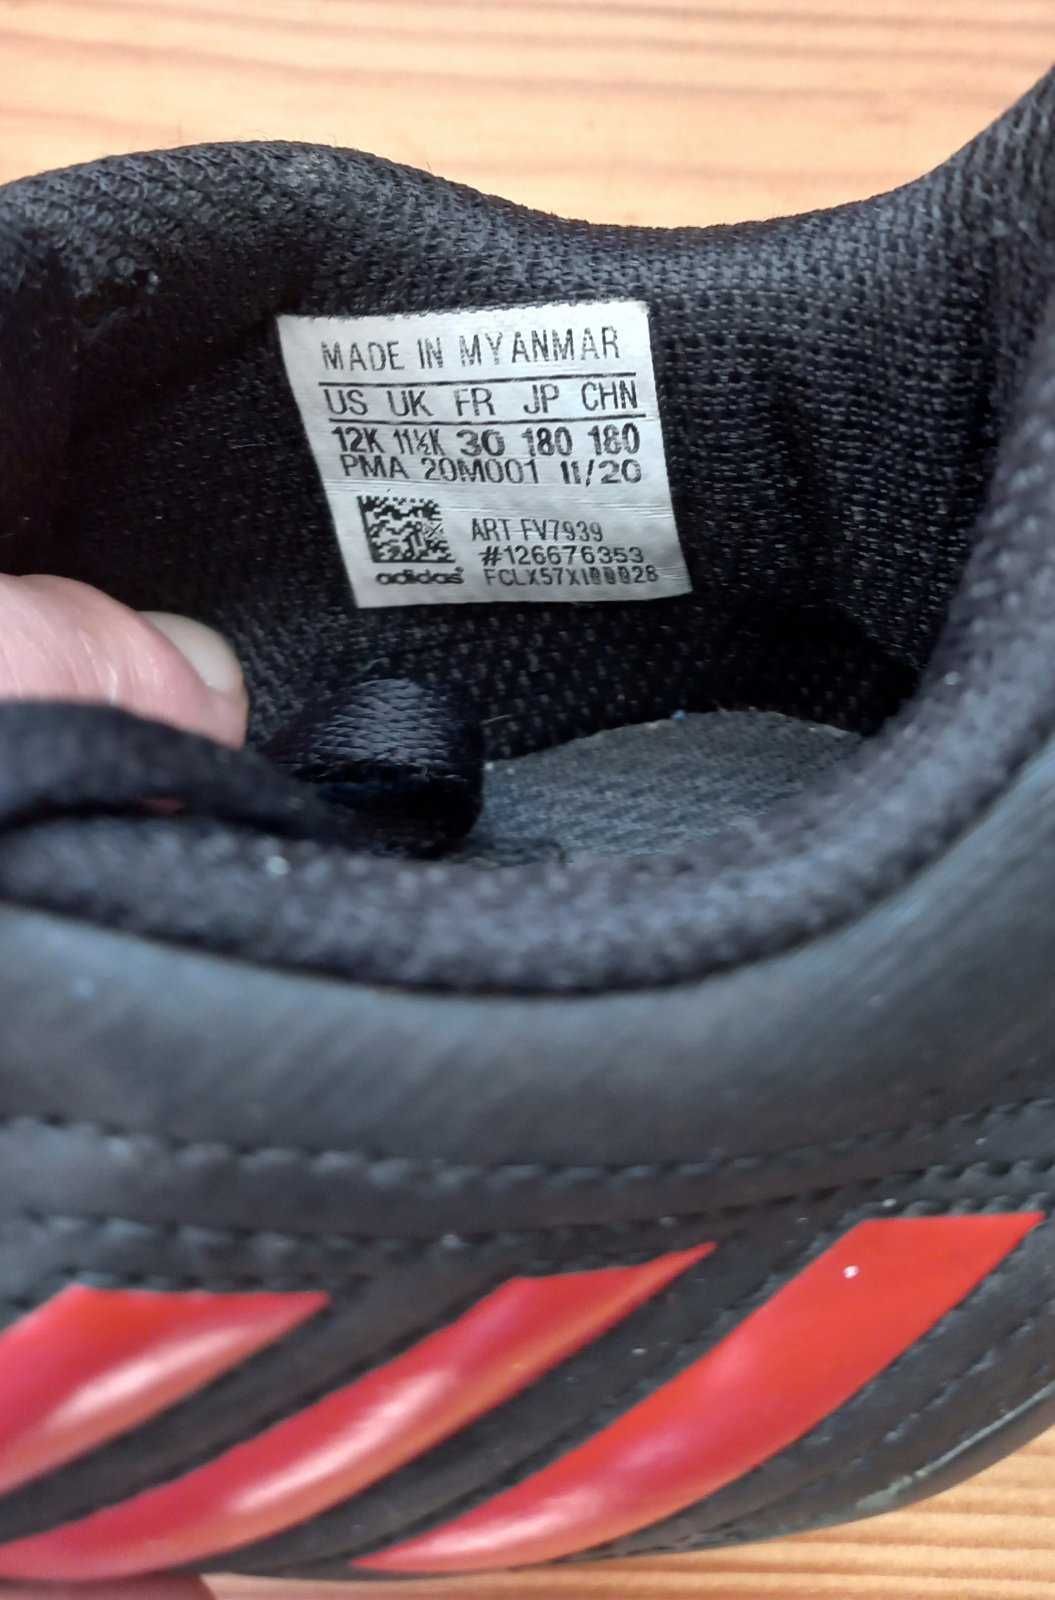 MADE IN MYANMAR
US UK FR JP CHN
12K 11½K 30 180 180
PMA 20M001 11/20
ART FV7939
#126676353
adidas